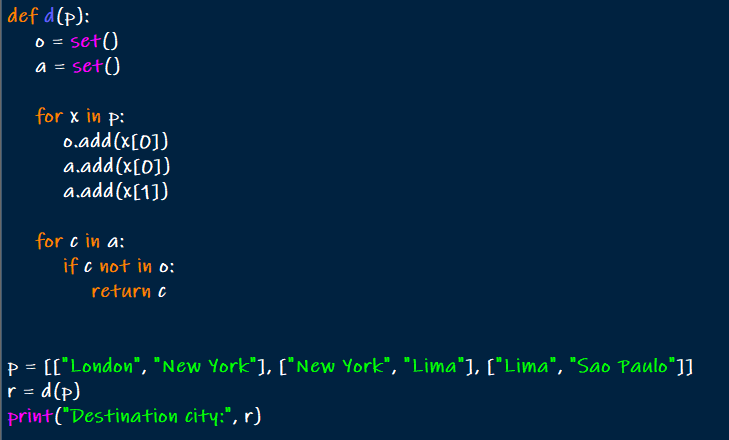 def d(p):
    o = set()
    a = set()

    for x in p:
        o.add(x[0])
        a.add(x[0])
        a.add(x[1])

    for c in a:
        if c not in o:
            return c

p = [["London", "New York"], ["New York", "Lima"], ["Lima", "Sao Paulo"]]
r = d(p)
print("Destination city:", r)